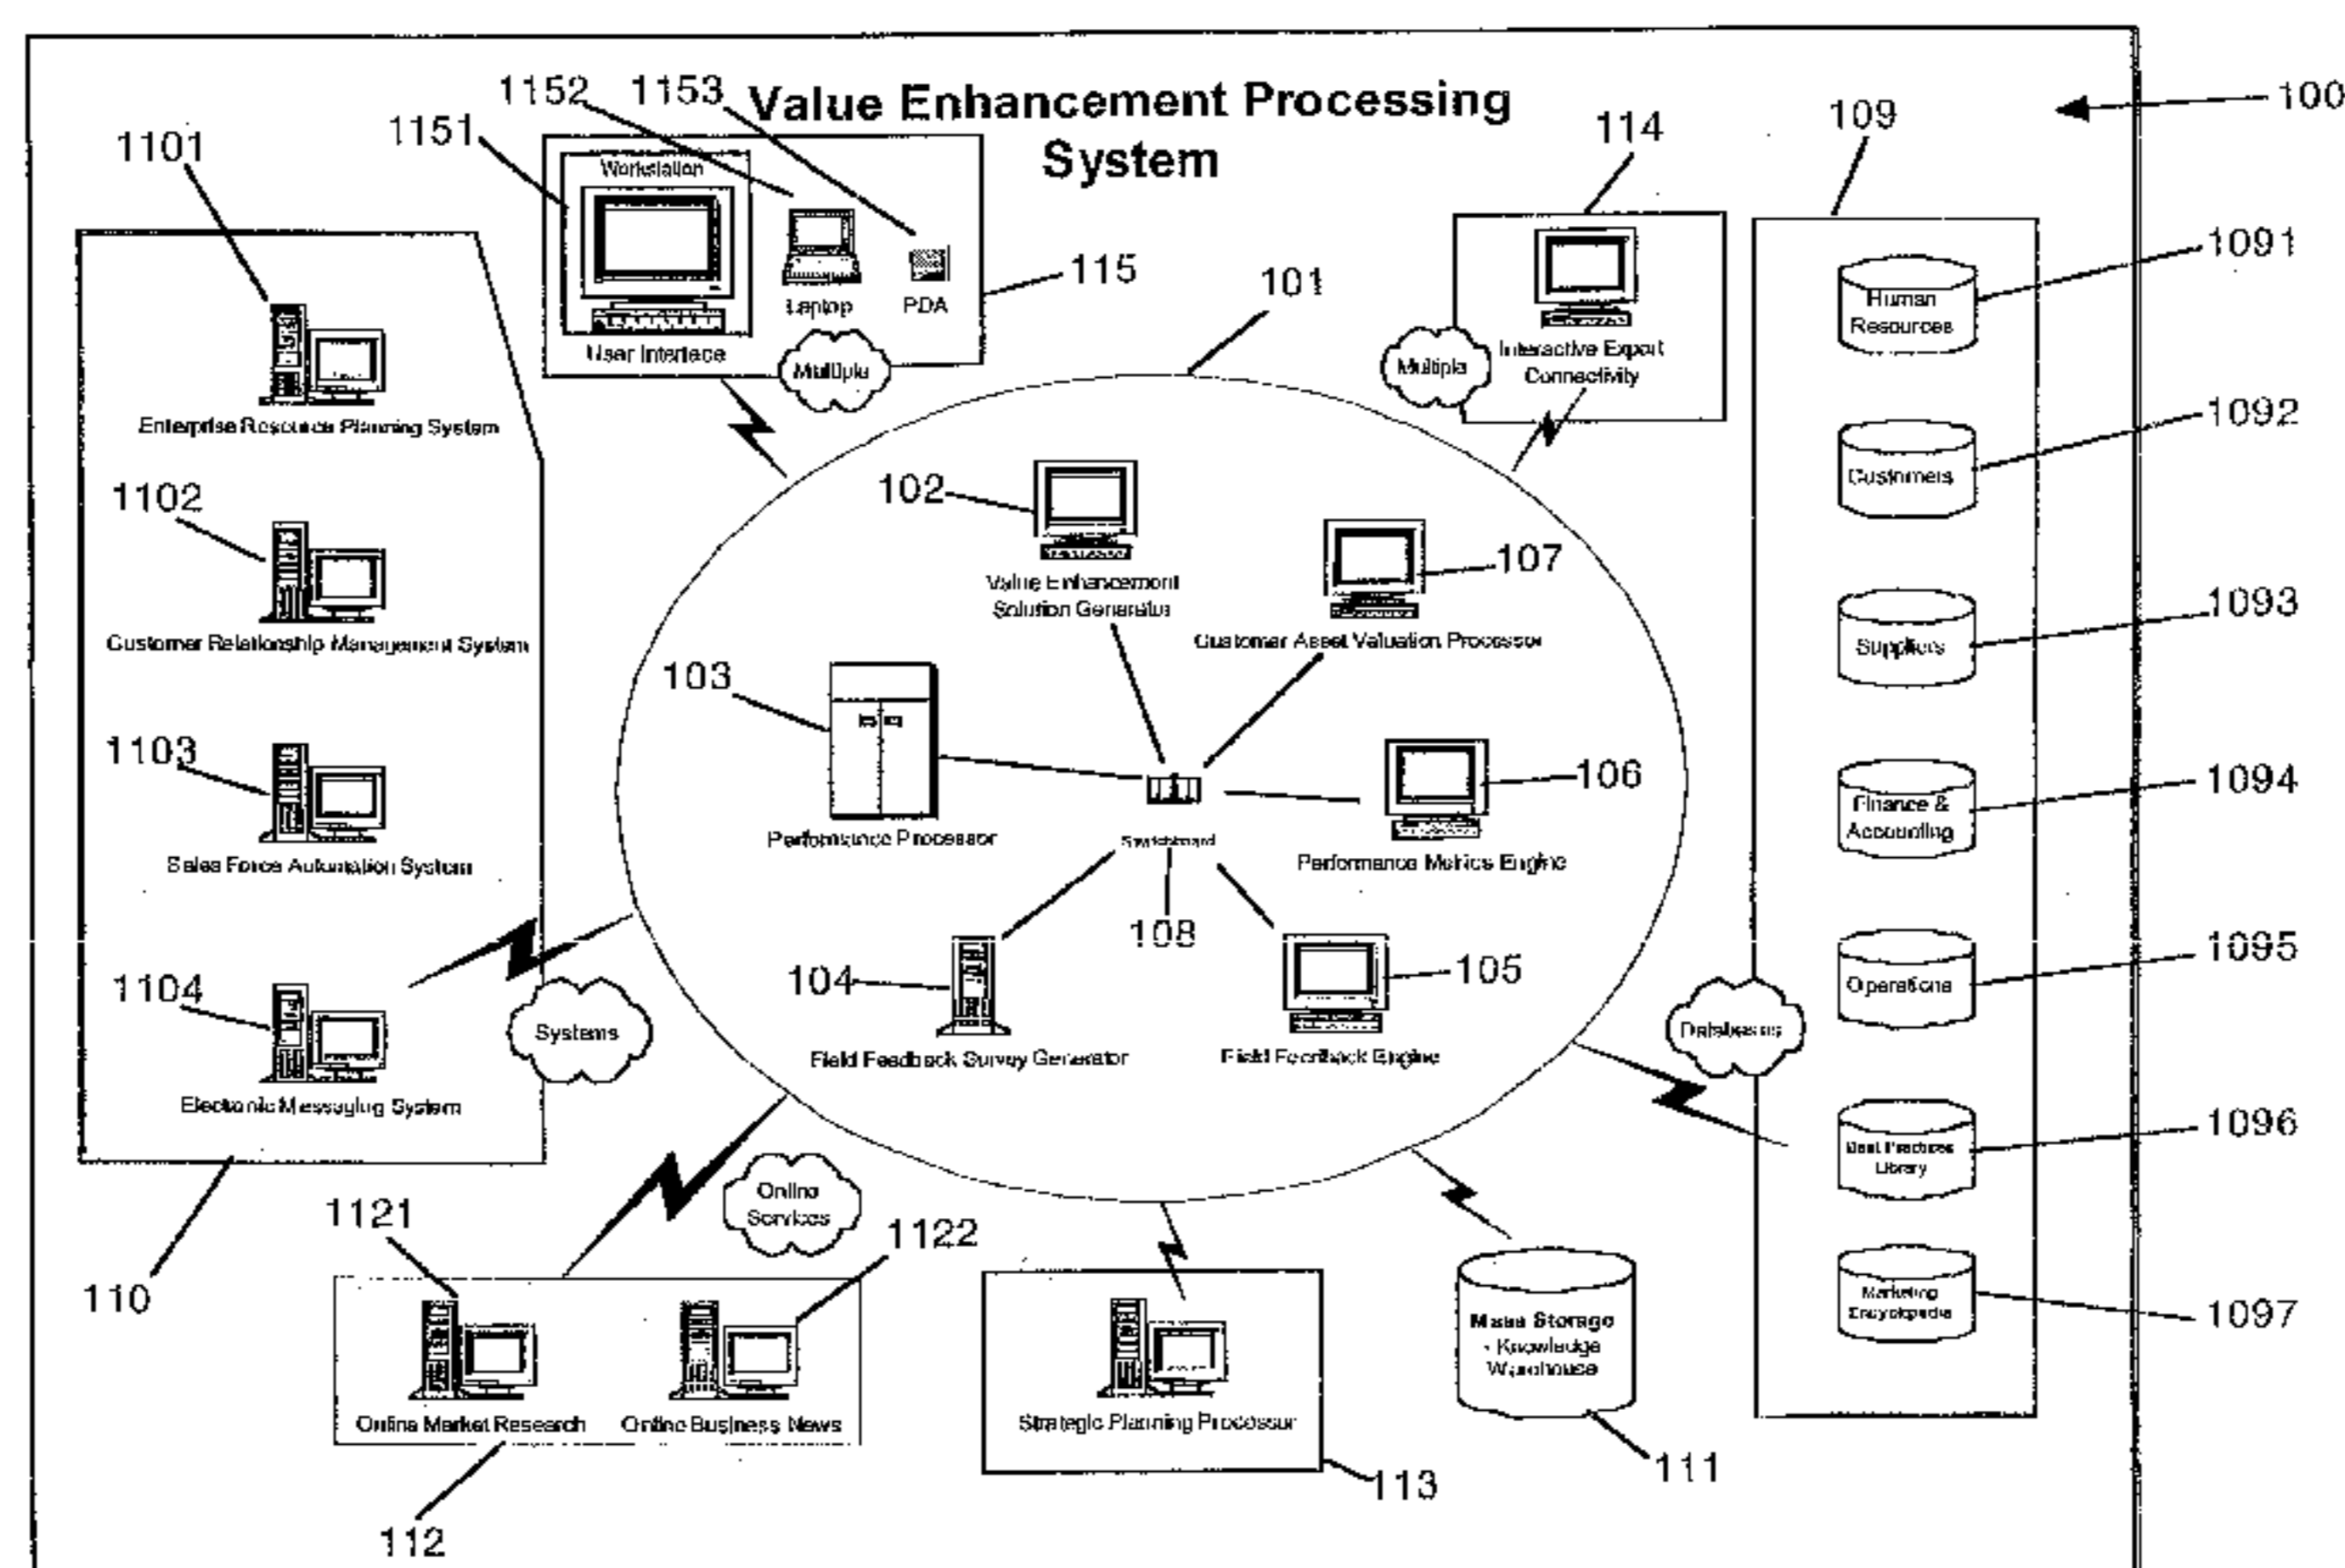 Value Enhancement Processing
System
100
109
114
1152
1153
1151
1101
Workstation
Laptop
PDA
User Interface
Multiple
115
101
Multiple
Interactive Expert
Connectivity
Human
Resources
1091
Enterprise Resource Planning System
1102
102
Value Enhancement
Solution Generator
107
Customer Asset Valuation Processor
Customers
1092
Customer Relationship Management System
103
Suppliers
1093
1103
Performance Processor
Switchboard
108
106
Performance Metrics Engine
Finance &
Accounting
1094
Sales Force Automation System
104
105
Operations
1095
1104
Systems
Field Feedback Survey Generator
Field Feedback Engine
Databases
Electronic Messaging System
Best Practices
Library
1096
Online
Services
1121
1122
110
Marketing
Encyclopedia
1097
Mass Storage
- Knowledge
Warehouse
Online Market Research
Online Business News
Strategic Planning Processor
111
113
112